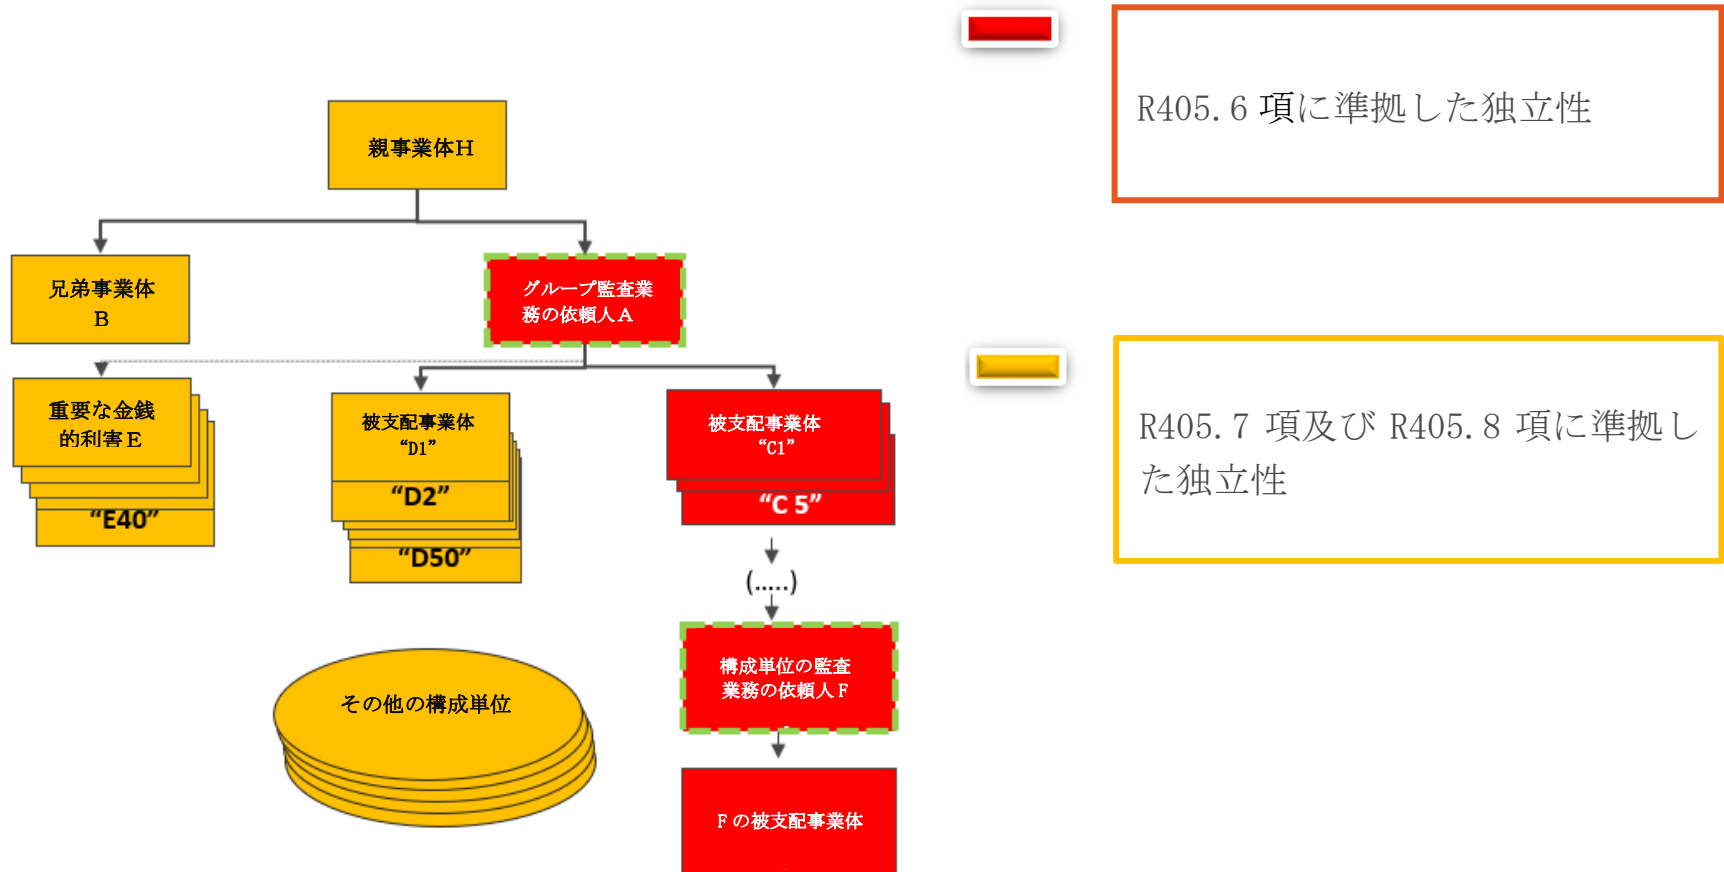 R405.6 項に準拠した独立性
親事業体H
兄弟事業体
B
グループ監査業
務の依頼人A
重要な金銭
的利害E
"E40"
被支配事業体
"D1"
"D2"
"D50"
被支配事業体
"C1"
"C 5"
R405.7 項及び R405.8 項に準拠し
た独立性
(.....)
構成単位の監査
業務の依頼人F
その他の構成単位
Fの被支配事業体